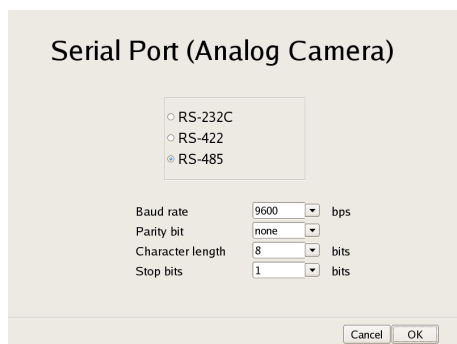 Serial Port (Analog Camera)
RS-232C
RS-422
RS-485
Baud rate 9600 bps
Parity bit none
Character length 8 bits
Stop bits 1 bits
Cancel OK